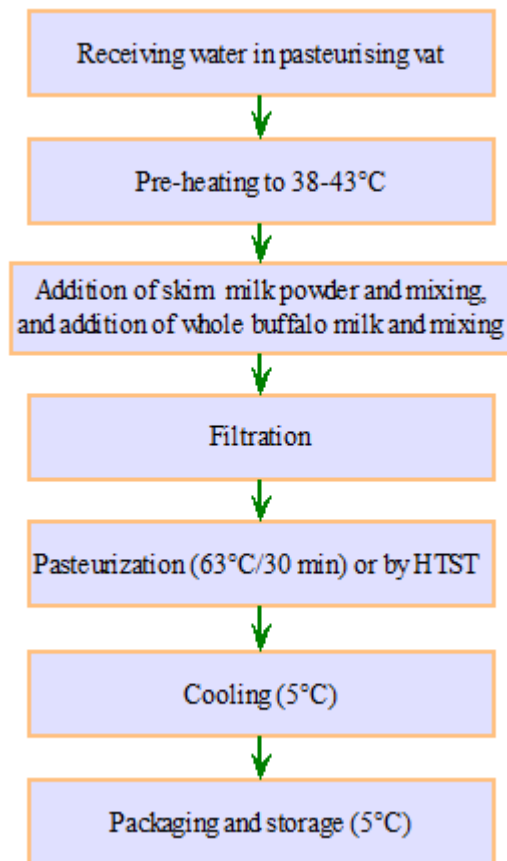 Receiving water in pasteurising vat
Pre-heating to 38-43°C
Addition of skim milk powder and mixing,
and addition of whole buffalo milk and mixing
Filtration
Pasteurization (63°C/30 min) or by HTST
Cooling (5°C)
Packaging and storage (5°C)